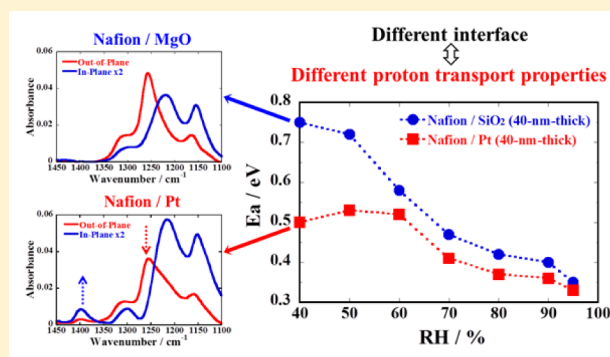 Nafion / MgO
Out-of-Plane
In-Plane x2
0.06
0.04
0.02
0
Absorbance
1450 1400 1350 1300 1250 1200 1150 1100
Wavenumber / cm⁻¹
Nafion / Pt
Out-of-Plane
In-Plane x2
0.06
0.04
0.02
0
Absorbance
1450 1400 1350 1300 1250 1200 1150 1100
Wavenumber / cm⁻¹
Different interface
Different proton transport properties
Nafion / SiO₂ (40-nm-thick)
Nafion / Pt (40-nm-thick)
0.8
0.7
0.6
0.5
0.4
0.3
Ea / eV
40 50 60 70 80 90 100
RH / %